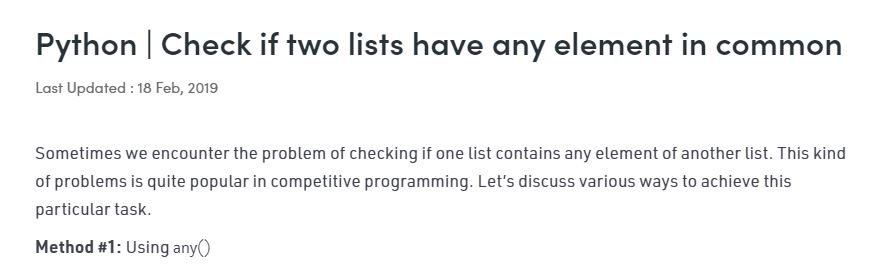 Python | Check if two lists have any element in common
Last Updated : 18 Feb, 2019
Sometimes we encounter the problem of checking if one list contains any element of another list. This kind
of problems is quite popular in competitive programming. Let’s discuss various ways to achieve this
particular task.
Method #1: Using any()